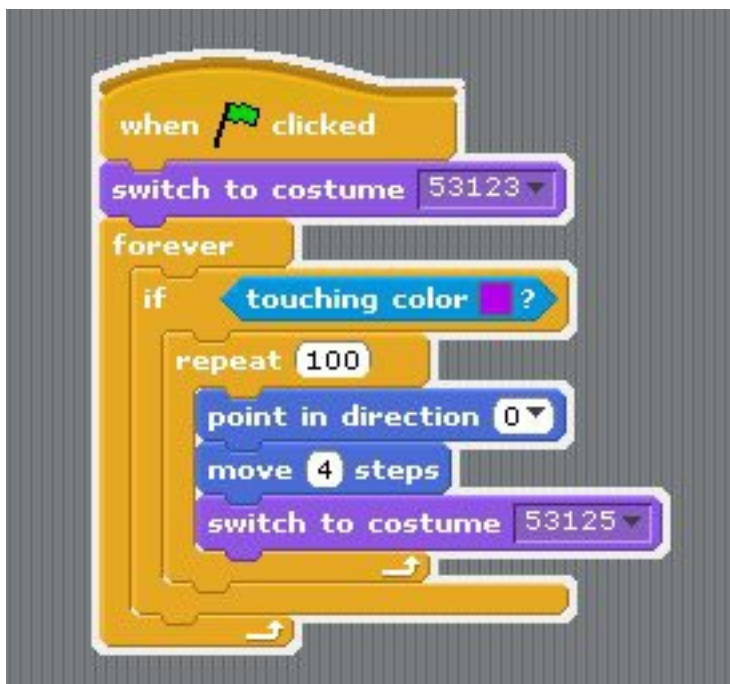 when clicked
switch to costume 53123
forever
if touching color ?
repeat 100
point in direction 0
move 4 steps
switch to costume 53125